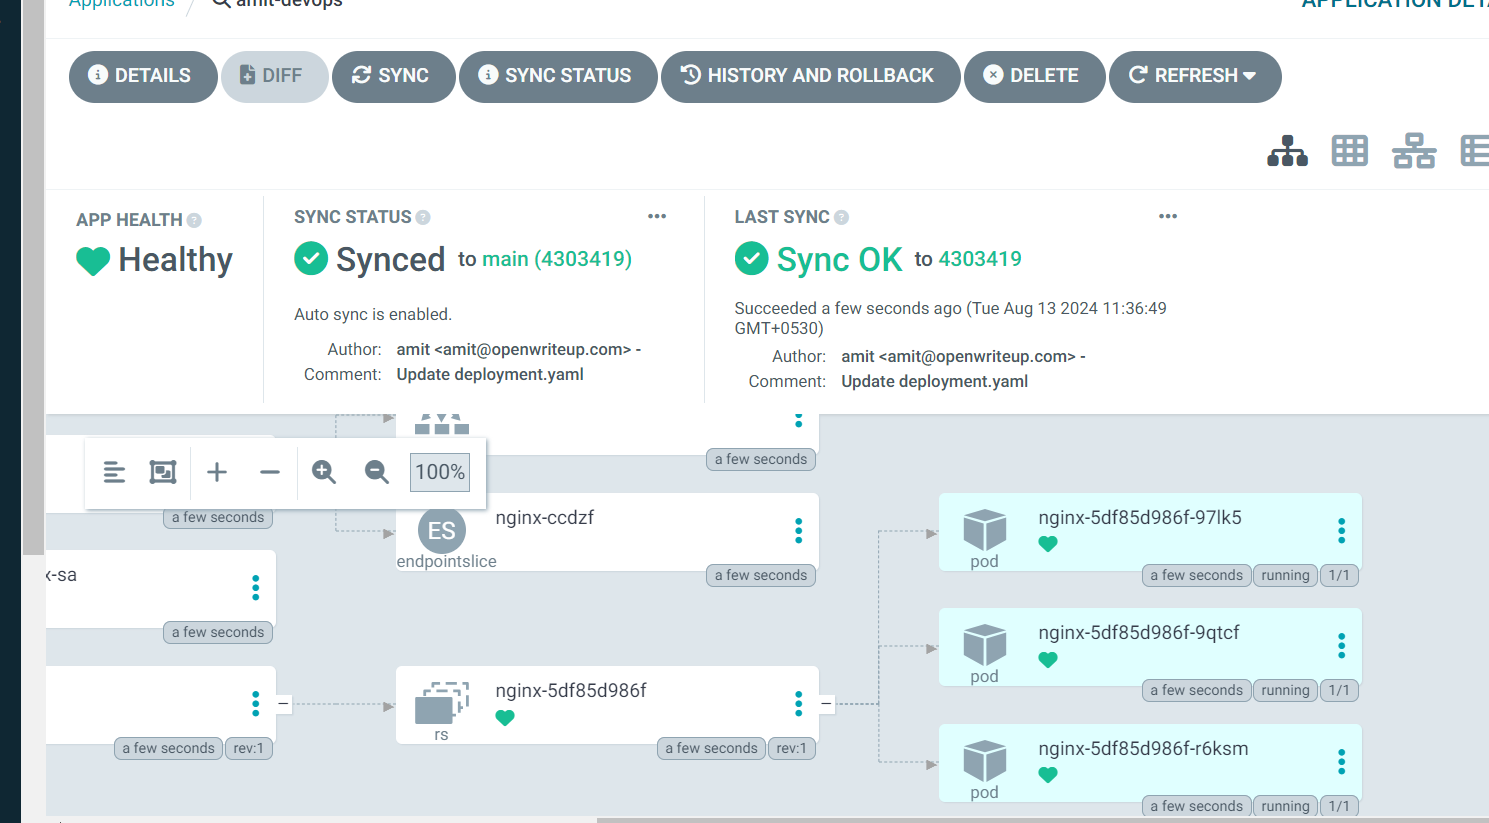 Applications / amit-devops
APPLICATION DET
DETAILS DIFF SYNC SYNC STATUS HISTORY AND ROLLBACK DELETE REFRESH
APP HEALTH
Healthy
SYNC STATUS
Synced to main (4303419)
Auto sync is enabled.
Author: amit <amit@openwriteup.com> -
Comment: Update deployment.yaml
LAST SYNC
Sync OK to 4303419
Succeeded a few seconds ago (Tue Aug 13 2024 11:36:49
GMT+0530)
Author: amit <amit@openwriteup.com> -
Comment: Update deployment.yaml
100%
a few seconds
a few seconds
ES
endpointslice
nginx-ccdzf
a few seconds
x-sa
a few seconds
a few seconds rev:1
rs
nginx-5df85d986f
a few seconds rev:1
pod
nginx-5df85d986f-97lk5
a few seconds running 1/1
pod
nginx-5df85d986f-9qtcf
a few seconds running 1/1
pod
nginx-5df85d986f-r6ksm
a few seconds running 1/1